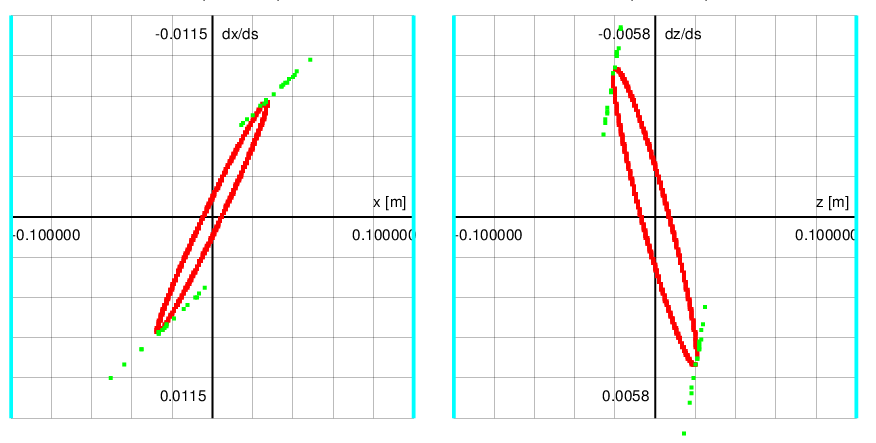 -0.0115 dx/ds
x [m]
-0.100000 0.100000
0.0115
-0.0058 dz/ds
z [m]
-0.100000 0.100000
0.0058